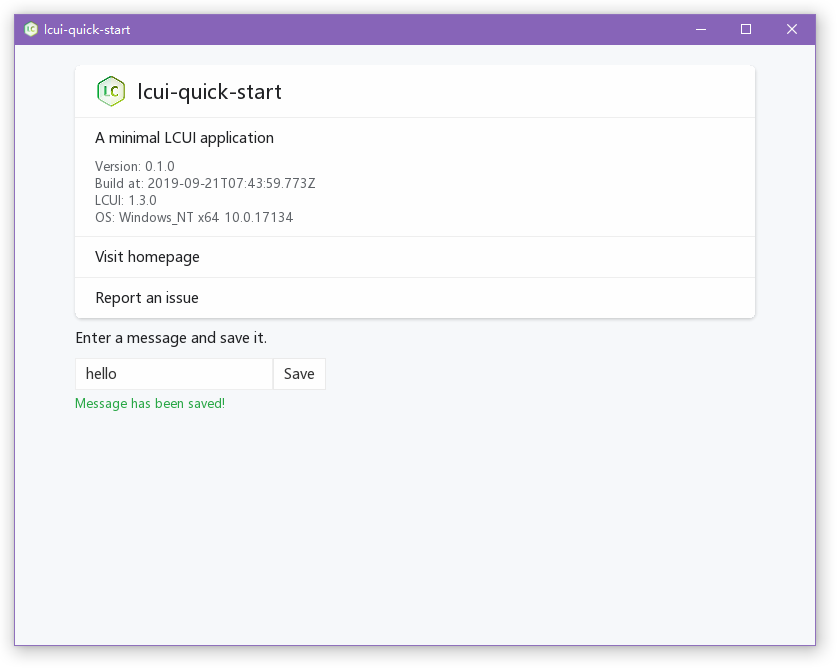 lcui-quick-start
LC lcui-quick-start
A minimal LCUI application
Version: 0.1.0
Build at: 2019-09-21T07:43:59.773Z
LCUI: 1.3.0
OS: Windows_NT x64 10.0.17134
Visit homepage
Report an issue
Enter a message and save it.
hello Save
Message has been saved!